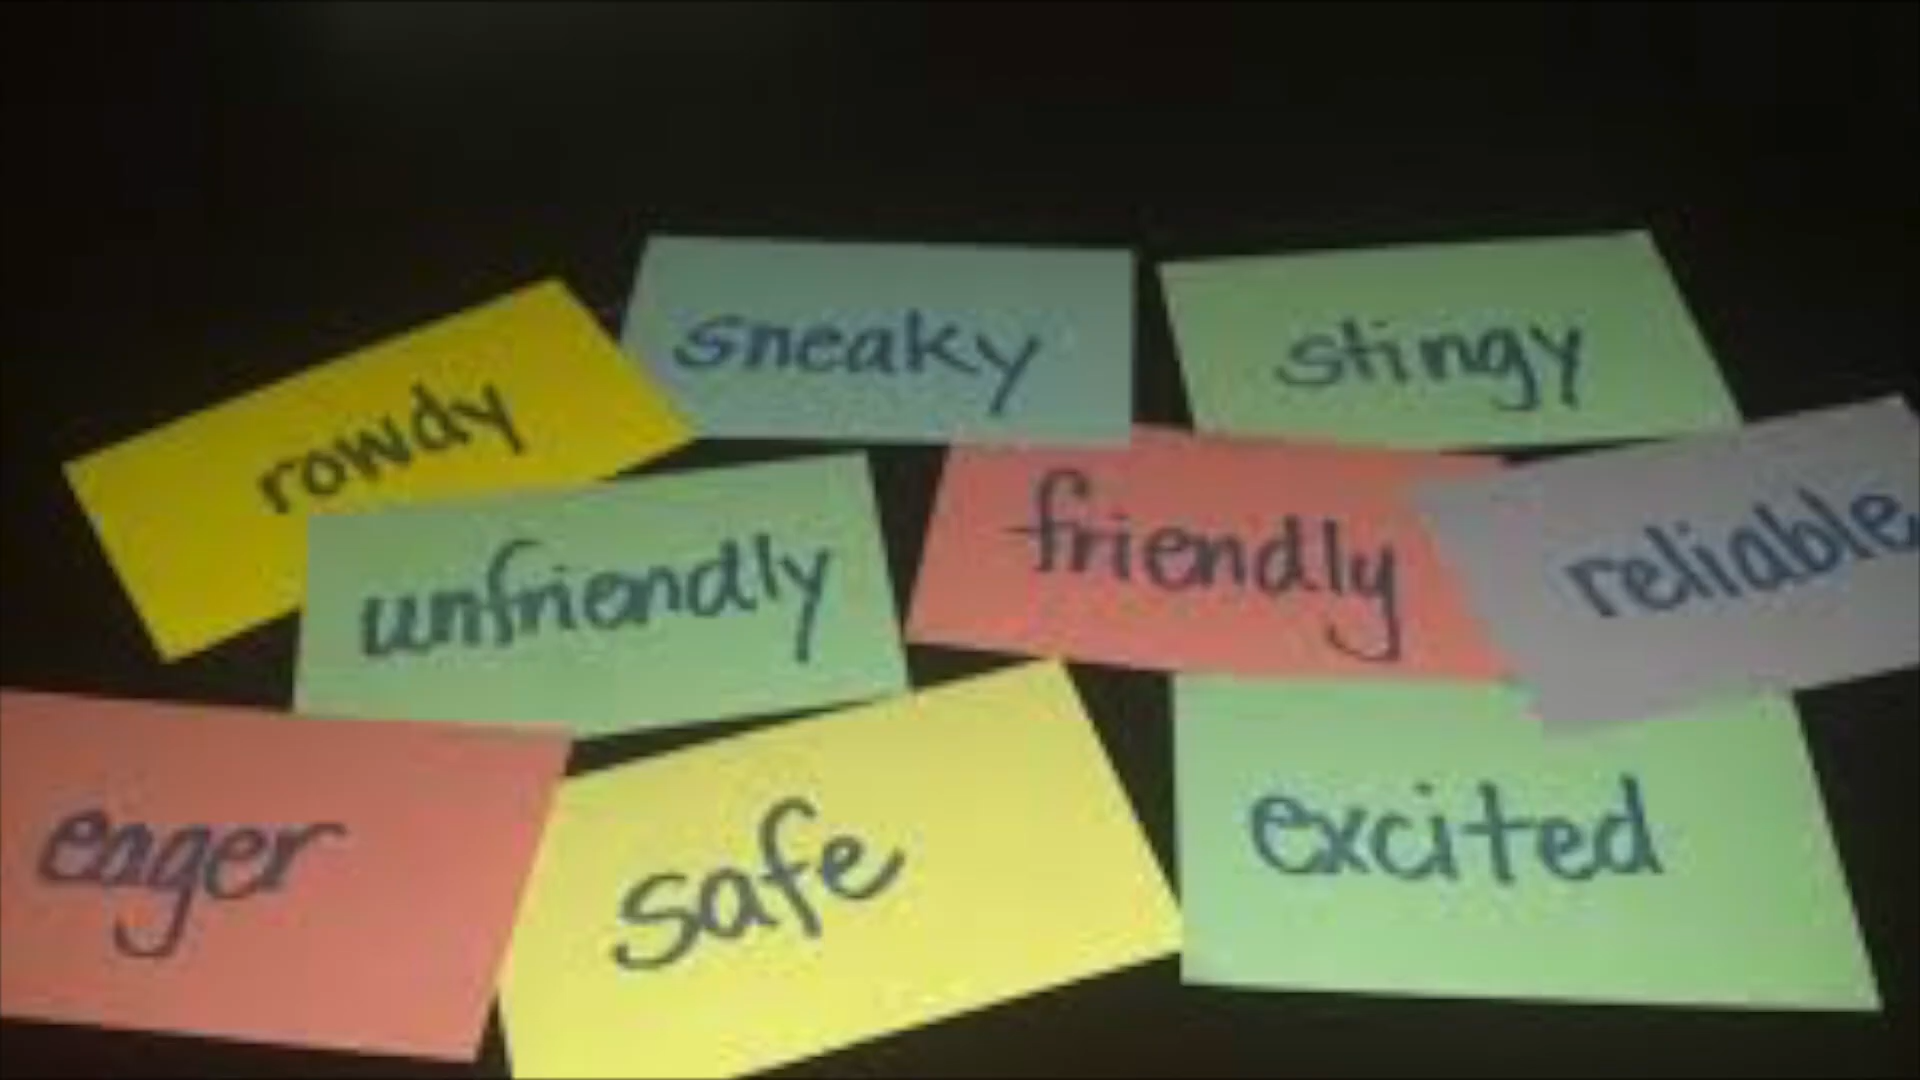 sneaky
stingy
rowdy
unfriendly
friendly
reliable
eager
safe
excited